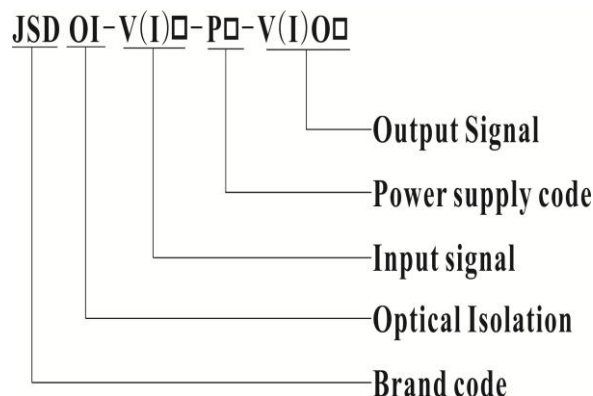 JSD OI-V(I)□-P□-V(I)O□
Output Signal
Power supply code
Input signal
Optical Isolation
Brand code